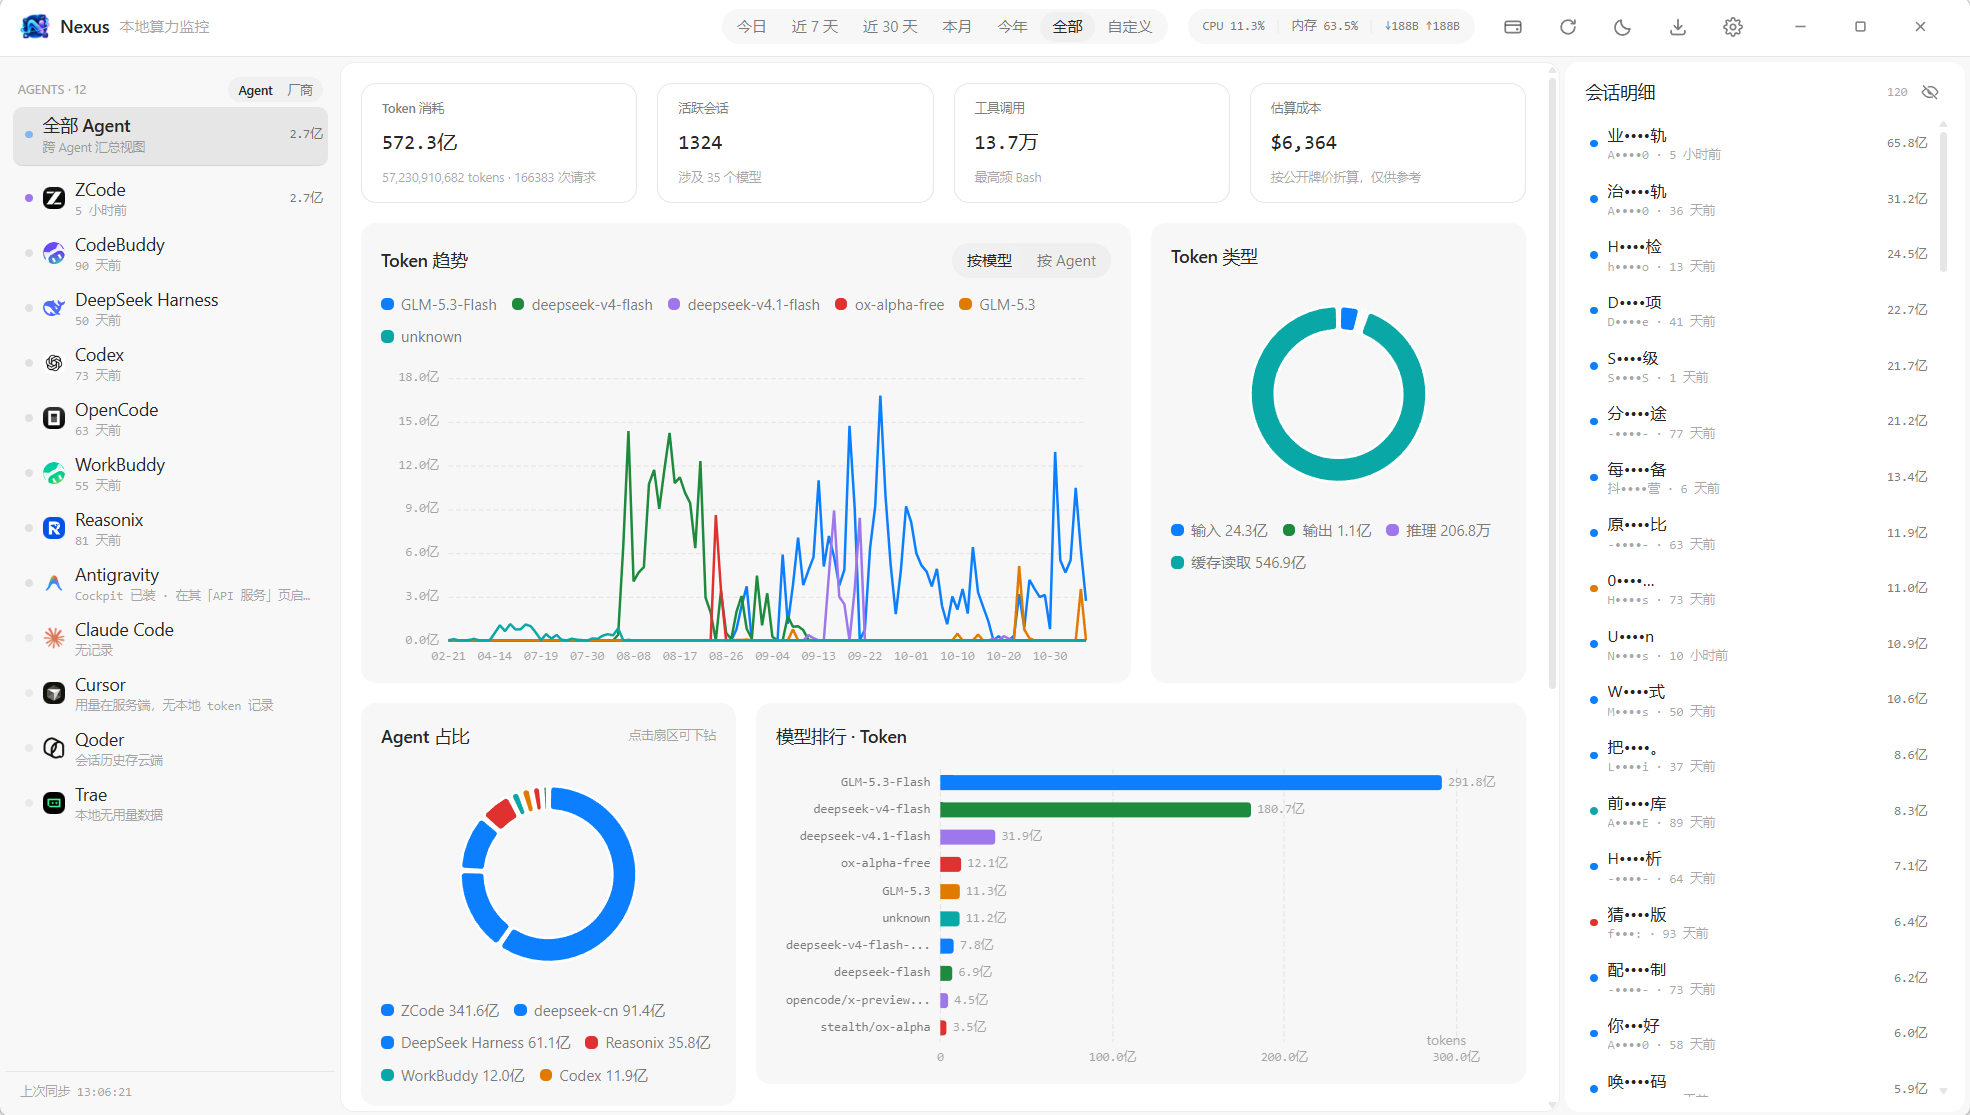 Nexus 本地算力监控
今日 近 7 天 近 30 天 本月 今年 全部 自定义
CPU 11.3% 内存 63.5% ↓188B ↑188B
AGENTS · 12 Agent 厂商
全部 Agent 2.7亿
跨 Agent 汇总视图
ZCode 2.7亿
5 小时前
CodeBuddy
90 天前
DeepSeek Harness
50 天前
Codex
73 天前
OpenCode
63 天前
WorkBuddy
55 天前
Reasonix
81 天前
Antigravity
Cockpit 已装 · 在其「API 服务」页启...
Claude Code
无记录
Cursor
用量在服务端，无本地 token 记录
Qoder
会话历史存云端
Trae
本地无用量数据
上次同步 13:06:21
Token 消耗
572.3亿
57,230,910,682 tokens · 166383 次请求
活跃会话
1324
涉及 35 个模型
工具调用
13.7万
最高频 Bash
估算成本
$6,364
按公开牌价折算，仅供参考
Token 趋势 按模型 按 Agent
GLM-5.3-Flash deepseek-v4-flash deepseek-v4.1-flash ox-alpha-free GLM-5.3
unknown
18.0亿
15.0亿
12.0亿
9.0亿
6.0亿
3.0亿
0.0亿
02-21 04-14 07-19 07-30 08-08 08-17 08-26 09-04 09-13 09-22 10-01 10-10 10-20 10-30
Token 类型
输入 24.3亿 输出 1.1亿 推理 206.8万
缓存读取 546.9亿
Agent 占比 点击扇区可下钻
ZCode 341.6亿 deepseek-cn 91.4亿
DeepSeek Harness 61.1亿 Reasonix 35.8亿
WorkBuddy 12.0亿 Codex 11.9亿
模型排行 · Token
GLM-5.3-Flash 291.8亿
deepseek-v4-flash 180.7亿
deepseek-v4.1-flash 31.9亿
ox-alpha-free 12.1亿
GLM-5.3 11.3亿
unknown 11.2亿
deepseek-v4-flash-... 7.8亿
deepseek-flash 6.9亿
opencode/x-preview... 4.5亿
stealth/ox-alpha 3.5亿
tokens
0 100.0亿 200.0亿 300.0亿
会话明细 120
业••••轨 65.8亿
A••••0 · 5 小时前
治••••轨 31.2亿
A••••0 · 36 天前
H••••检 24.5亿
h••••o · 13 天前
D••••项 22.7亿
D••••e · 41 天前
S••••级 21.7亿
S••••S · 1 天前
分••••途 21.2亿
-••••- · 77 天前
每••••备 13.4亿
抖••••营 · 6 天前
原••••比 11.9亿
-••••- · 63 天前
0••••... 11.0亿
H••••s · 73 天前
U••••n 10.9亿
N••••s · 10 小时前
W••••式 10.6亿
M••••s · 50 天前
把••••。 8.6亿
L••••i · 37 天前
前••••库 8.3亿
A••••E · 89 天前
H••••析 7.1亿
-••••- · 64 天前
猜••••版 6.4亿
f•••: · 93 天前
配••••制 6.2亿
-••••- · 73 天前
你•••好 6.0亿
A••••0 · 58 天前
唤••••码 5.9亿